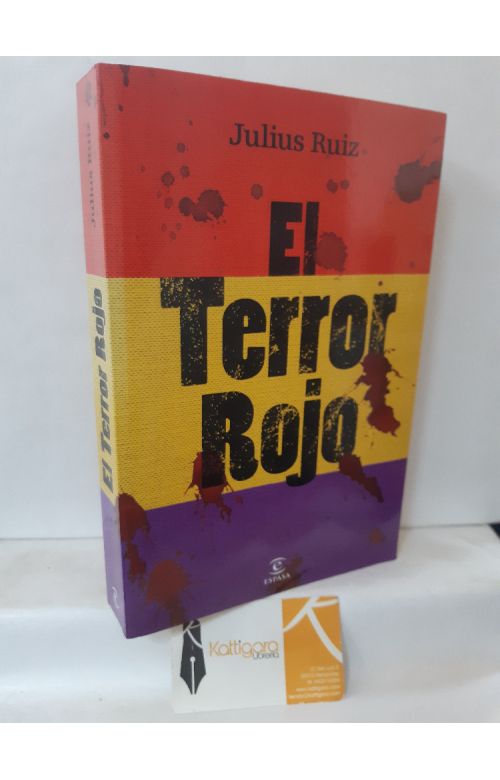 Julius Ruiz
El
Terror
Rojo
ESPASA
Julius Ruiz
El Terror Rojo
Kattigara
Librería